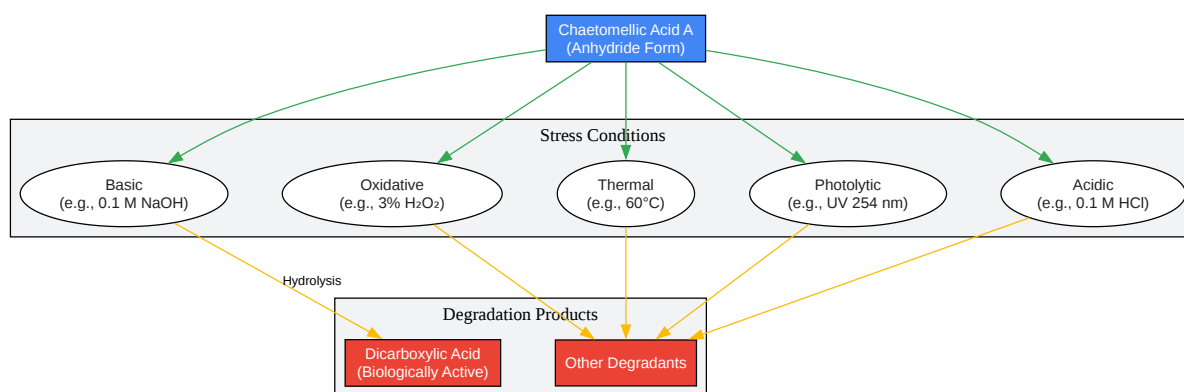 Chaetomellic Acid A
(Anhydride Form)
Stress Conditions
Basic
(e.g., 0.1 M NaOH)
Oxidative
(e.g., 3% H₂O₂)
Thermal
(e.g., 60°C)
Photolytic
(e.g., UV 254 nm)
Acidic
(e.g., 0.1 M HCl)
Hydrolysis
Degradation Products
Dicarboxylic Acid
(Biologically Active)
Other Degradants